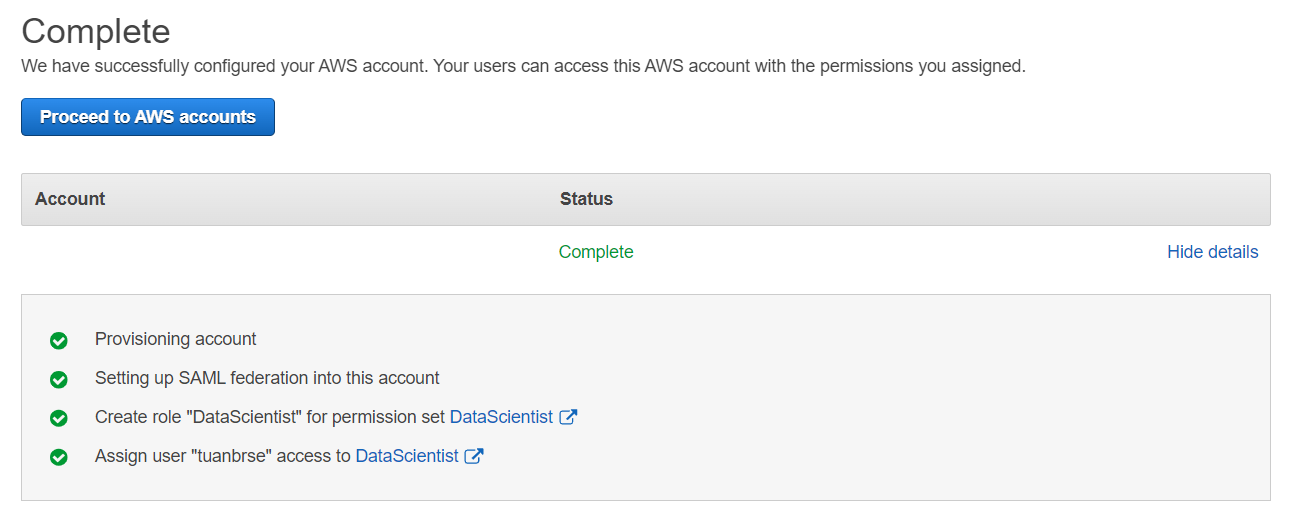 Complete
We have successfully configured your AWS account. Your users can access this AWS account with the permissions you assigned.
Proceed to AWS accounts
Account Status
Complete Hide details
Provisioning account
Setting up SAML federation into this account
Create role "DataScientist" for permission set DataScientist
Assign user "tuanbrse" access to DataScientist